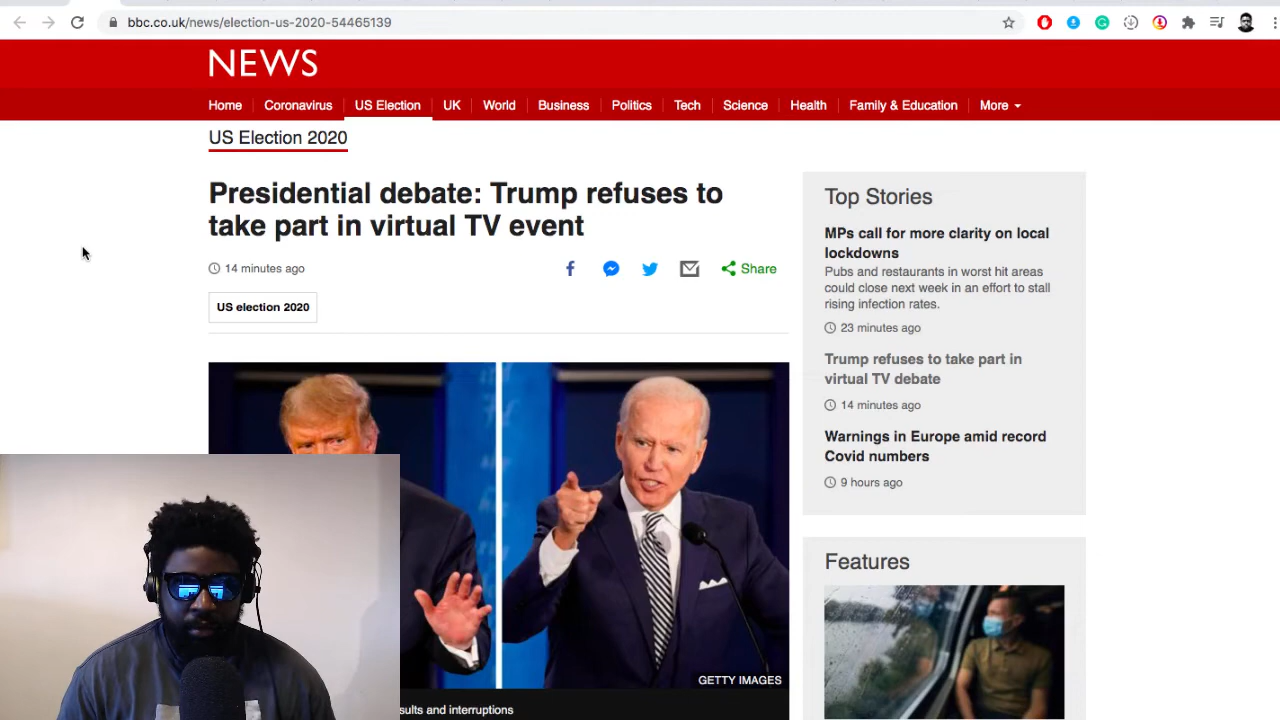 bbc.co.uk/news/election-us-2020-54465139
NEWS
Home Coronavirus US Election UK World Business Politics Tech Science Health Family & Education More
US Election 2020
Presidential debate: Trump refuses to
take part in virtual TV event
14 minutes ago
Share
US election 2020
GETTY IMAGES
sults and interruptions
Top Stories
MPs call for more clarity on local
lockdowns
Pubs and restaurants in worst hit areas
could close next week in an effort to stall
rising infection rates.
23 minutes ago
Trump refuses to take part in
virtual TV debate
14 minutes ago
Warnings in Europe amid record
Covid numbers
9 hours ago
Features